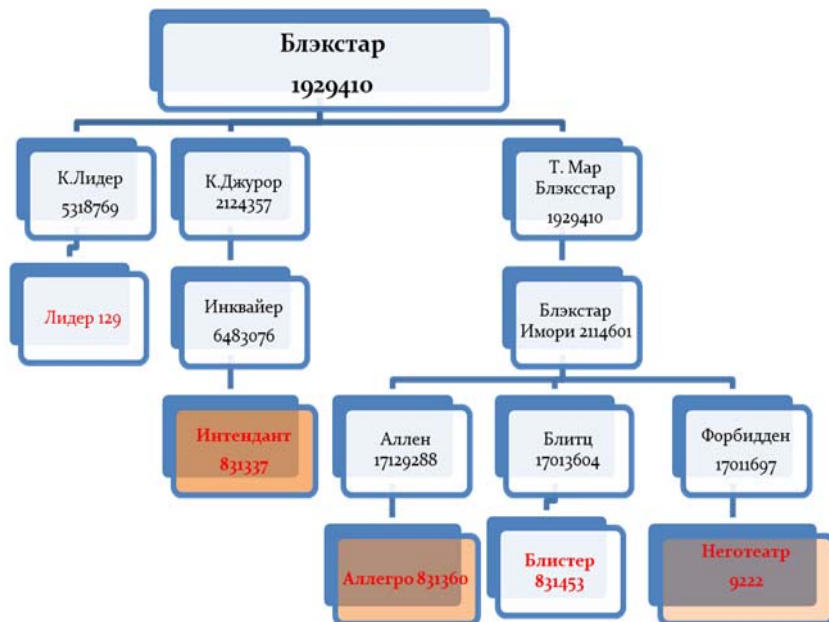 Блэкстар
1929410
К.Лидер
5318769
К.Джурор
2124357
Т. Мар
Блэксстар
1929410
Лидер 129
Инквайер
6483076
Блэкстар
Имори 2114601
Интендант
831337
Аллен
17129288
Блитц
17013604
Форбидден
17011697
Аллегро 831360
Блистер
831453
Неготеатр
9222